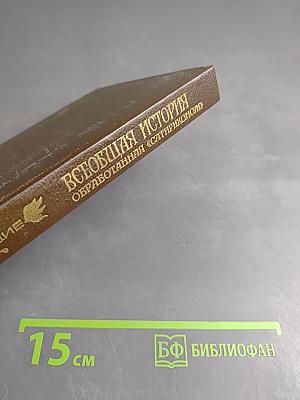 ВСЕОБЩАЯ ИСТОРИЯ
ОБРАБОТАННАЯ «САТИРИКОНОМ»
15 см
БФ БИБЛИОФАН